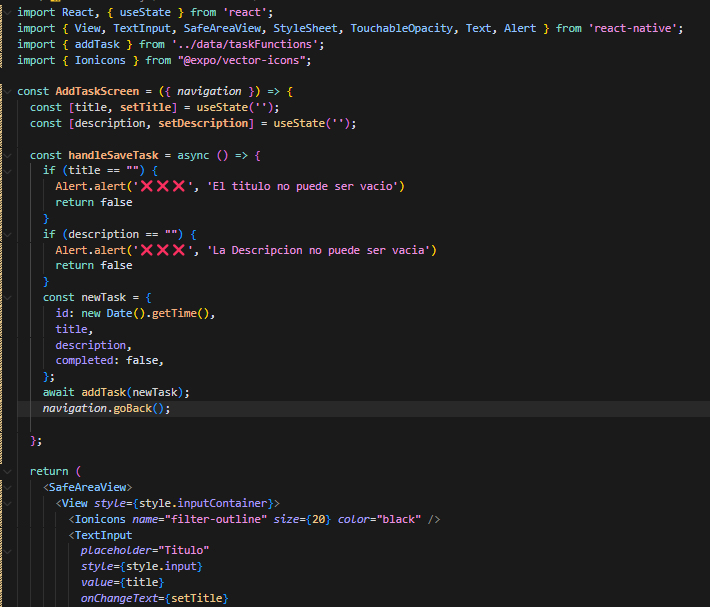 import React, { useState } from 'react';
import { View, TextInput, SafeAreaView, StyleSheet, TouchableOpacity, Text, Alert } from 'react-native';
import { addTask } from '../data/taskFunctions';
import { Ionicons } from "@expo/vector-icons";

const AddTaskScreen = ({ navigation }) => {
  const [title, setTitle] = useState('');
  const [description, setDescription] = useState('');

  const handleSaveTask = async () => {
    if (title == "") {
      Alert.alert('❌❌❌', 'El titulo no puede ser vacio')
      return false
    }
    if (description == "") {
      Alert.alert('❌❌❌', 'La Descripcion no puede ser vacia')
      return false
    }
    const newTask = {
      id: new Date().getTime(),
      title,
      description,
      completed: false,
    };
    await addTask(newTask);
    navigation.goBack();

  };

  return (
    <SafeAreaView>
      <View style={style.inputContainer}>
        <Ionicons name="filter-outline" size={20} color="black" />
        <TextInput
          placeholder="Titulo"
          style={style.input}
          value={title}
          onChangeText={setTitle}